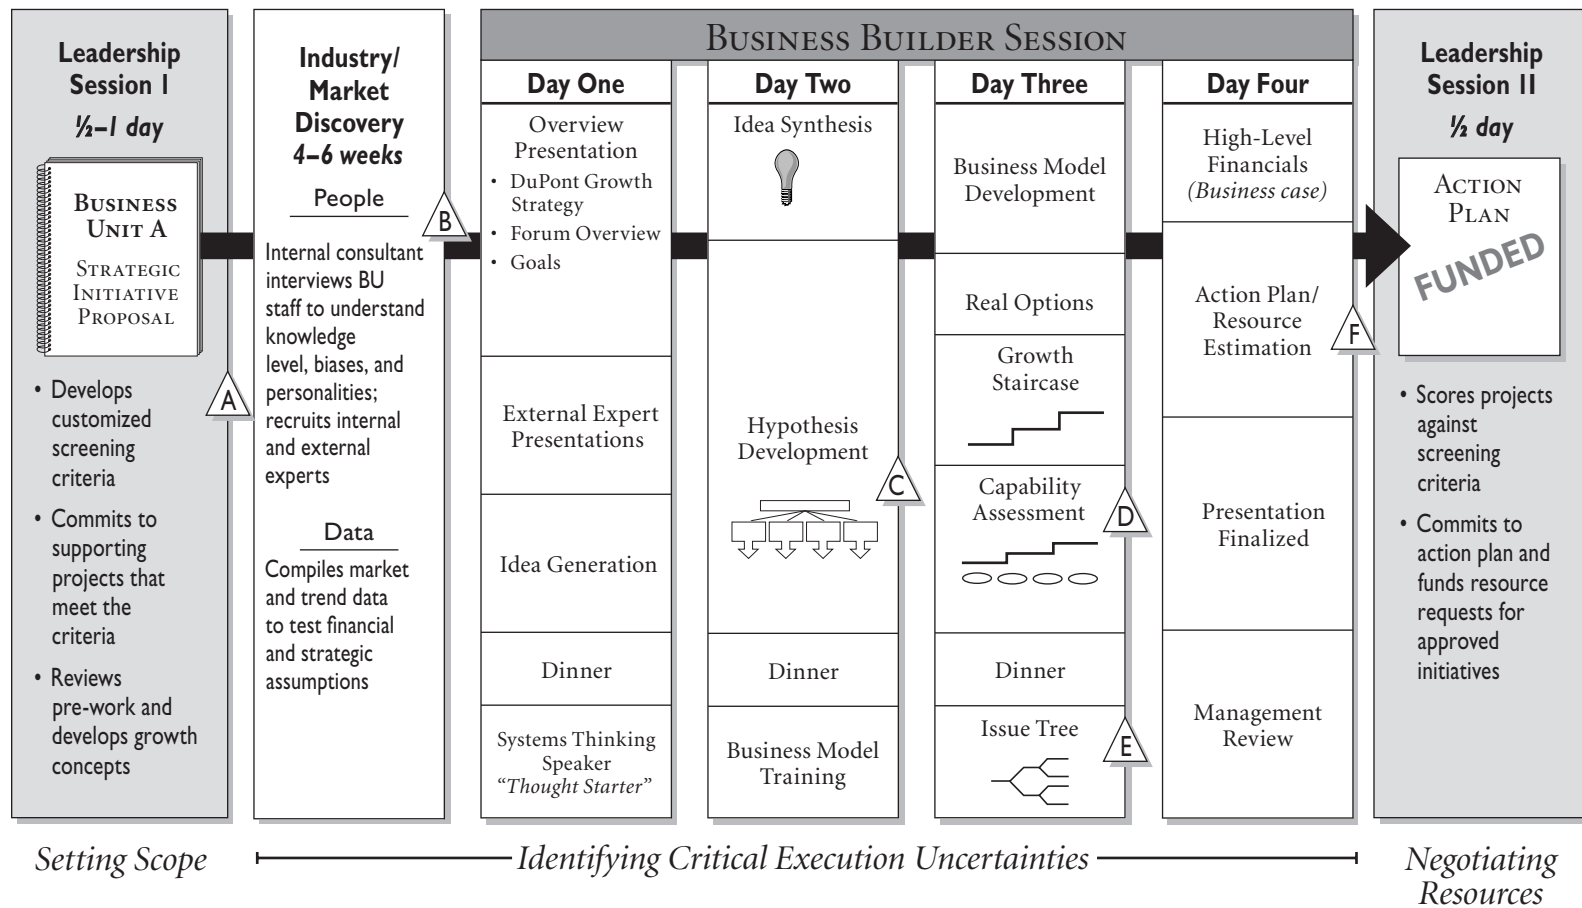 Leadership
Session I
½–1 day
BUSINESS
UNIT A
STRATEGIC
INITIATIVE
PROPOSAL
• Develops
customized
screening
criteria
• Commits to
supporting
projects that
meet the
criteria
• Reviews
pre-work and
develops growth
concepts
A
Industry/
Market
Discovery
4–6 weeks
People
Internal consultant
interviews BU
staff to understand
knowledge
level, biases, and
personalities;
recruits internal
and external
experts
Data
Compiles market
and trend data
to test financial
and strategic
assumptions
B
BUSINESS BUILDER SESSION
Day One
Overview
Presentation
• DuPont Growth
Strategy
• Forum Overview
• Goals
External Expert
Presentations
Idea Generation
Dinner
Systems Thinking
Speaker
“Thought Starter”
Day Two
Idea Synthesis
Hypothesis
Development
C
Dinner
Business Model
Training
Day Three
Business Model
Development
Real Options
Growth
Staircase
Capability
Assessment
D
Dinner
Issue Tree
E
Day Four
High-Level
Financials
(Business case)
Action Plan/
Resource
Estimation
F
Presentation
Finalized
Management
Review
Leadership
Session II
½ day
ACTION
PLAN
FUNDED
• Scores projects
against
screening
criteria
• Commits to
action plan and
funds resource
requests for
approved
initiatives
Setting Scope
Identifying Critical Execution Uncertainties
Negotiating
Resources